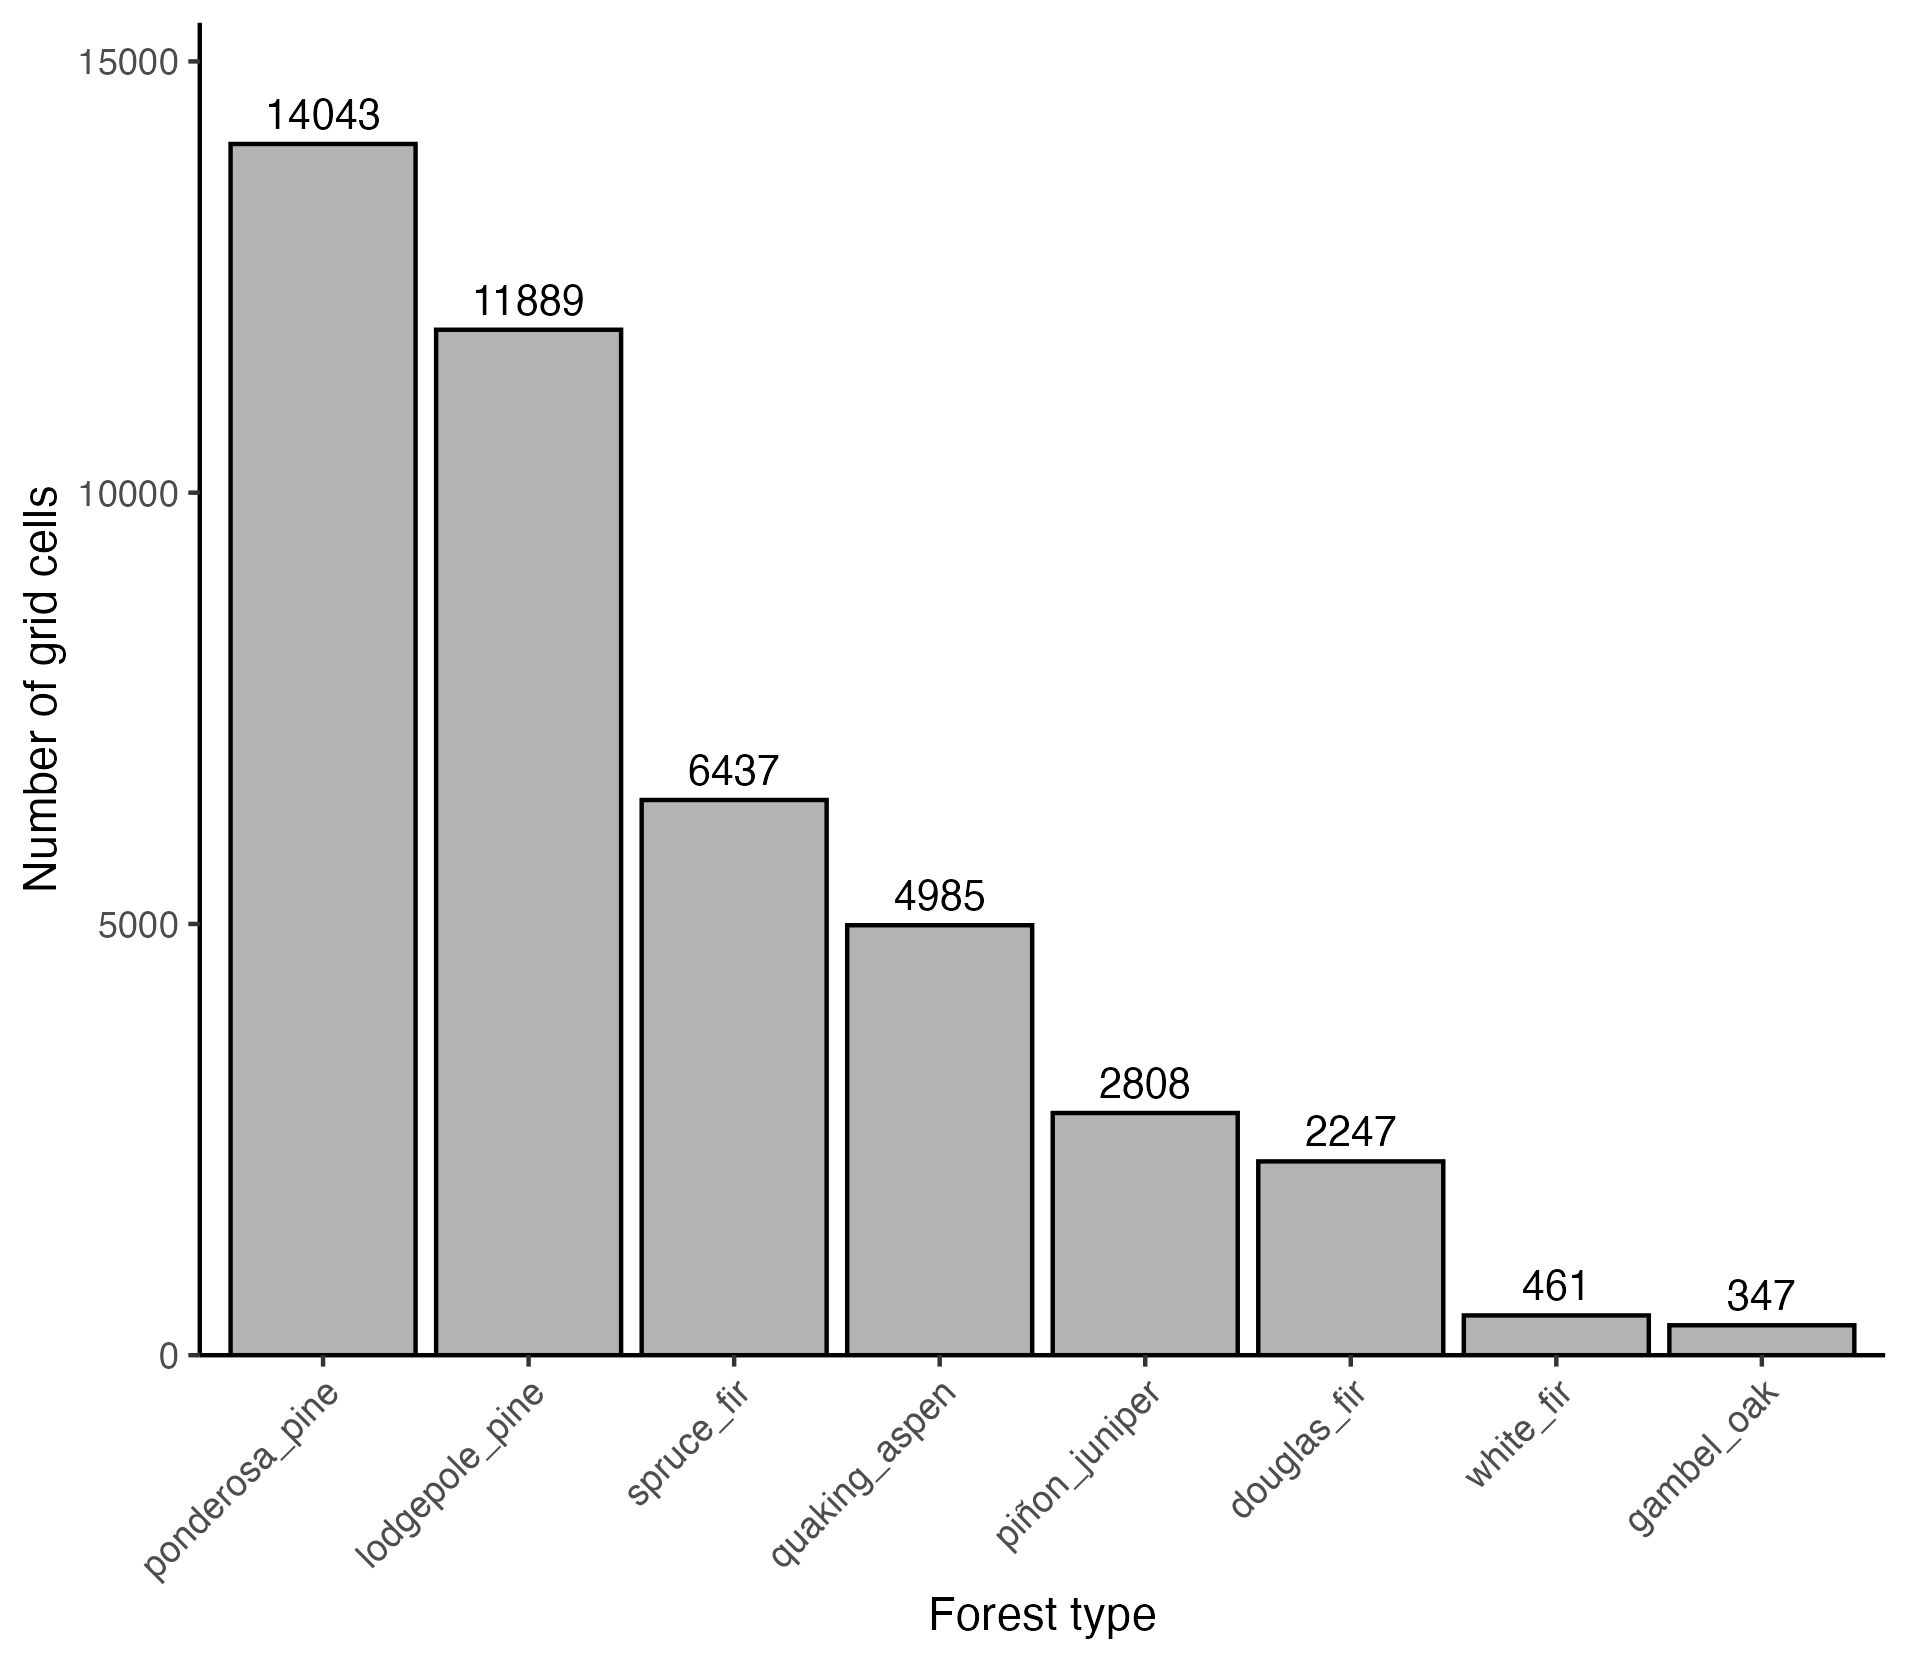 Number of grid cells
15000
10000
5000
0
14043
11889
6437
4985
2808
2247
461
347
ponderosa_pine
lodgepole_pine
spruce_fir
quaking_aspen
piñon_juniper
douglas_fir
white_fir
gambel_oak
Forest type